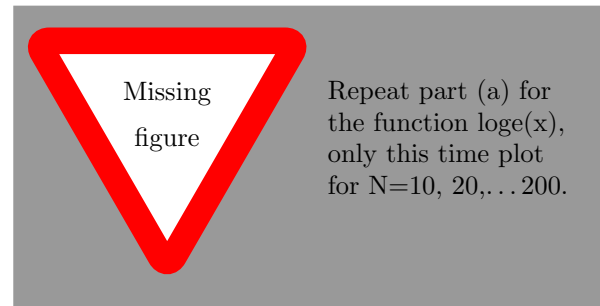 Missing
figure
Repeat part (a) for
the function loge(x),
only this time plot
for N=10, 20,...200.